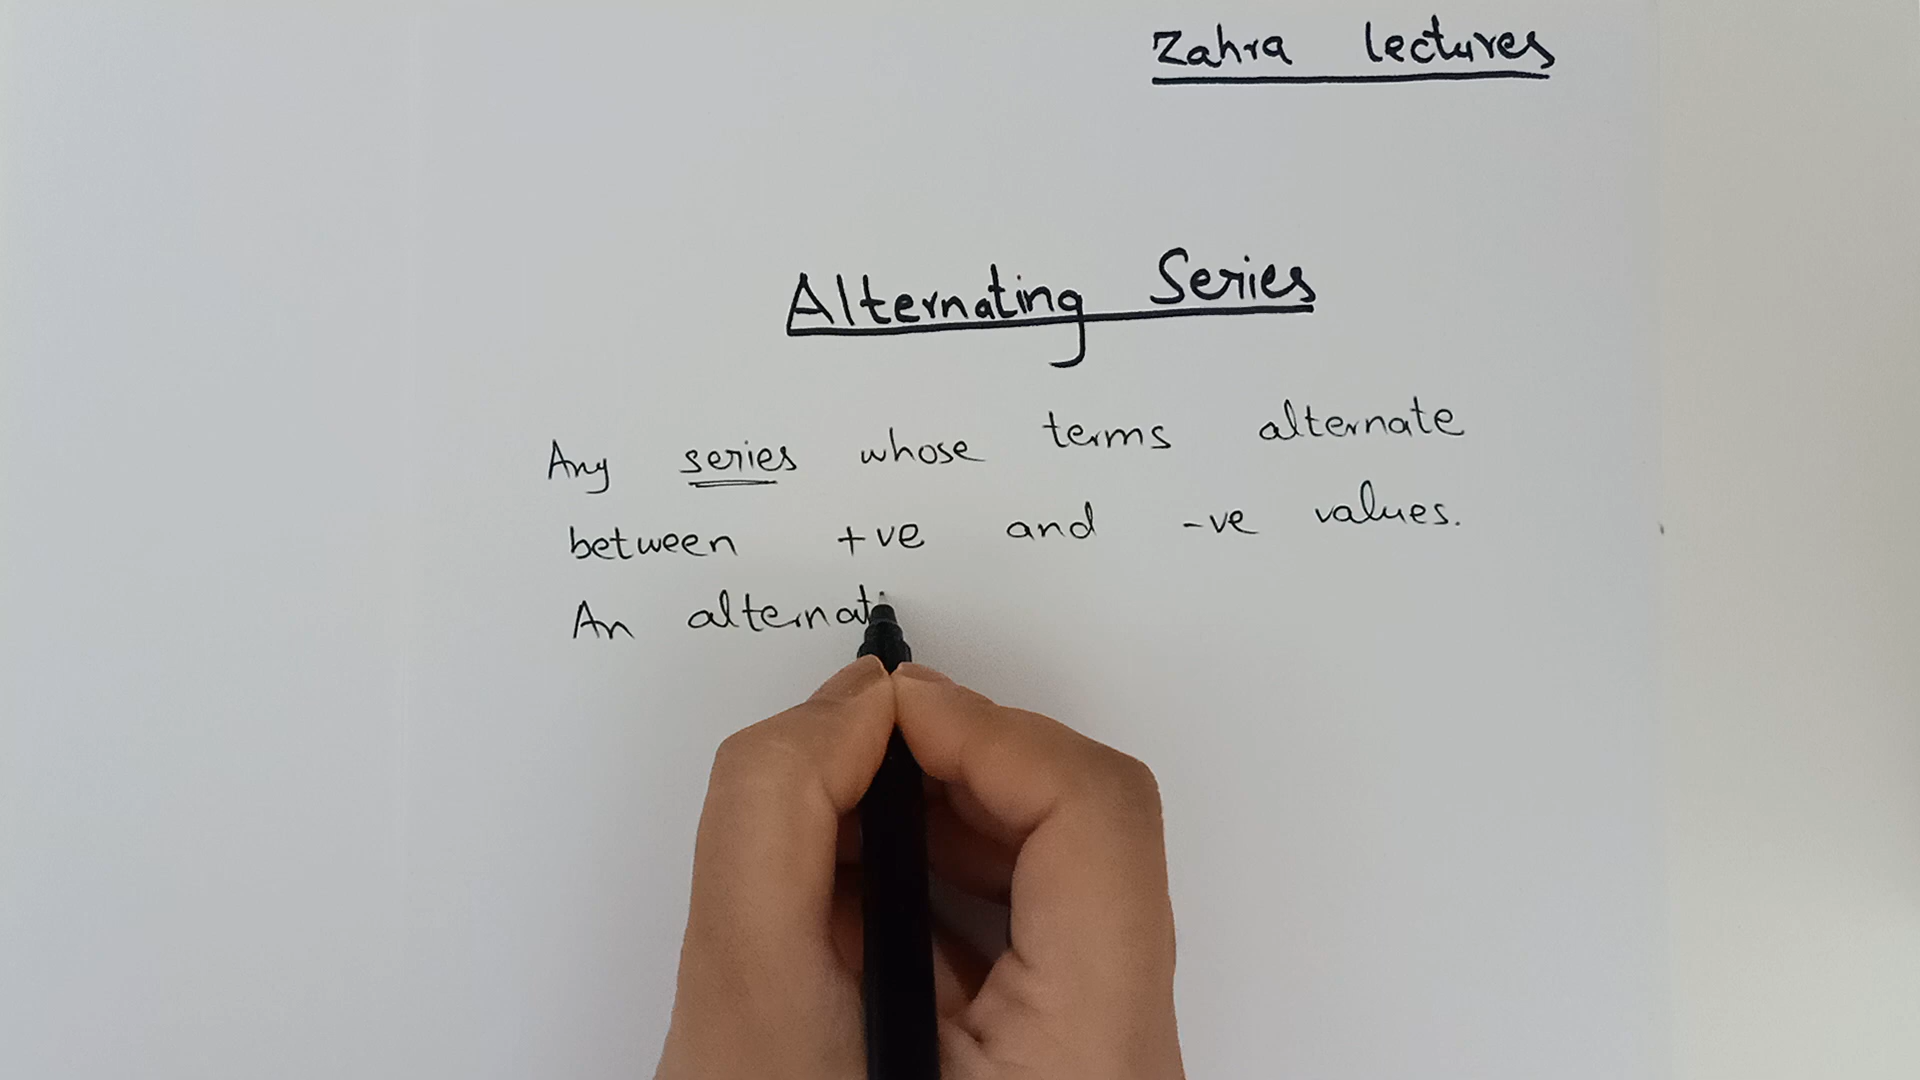 Zahra lectures
Alternating Series
Any series whose terms alternate
between +ve and -ve values.
An alternat